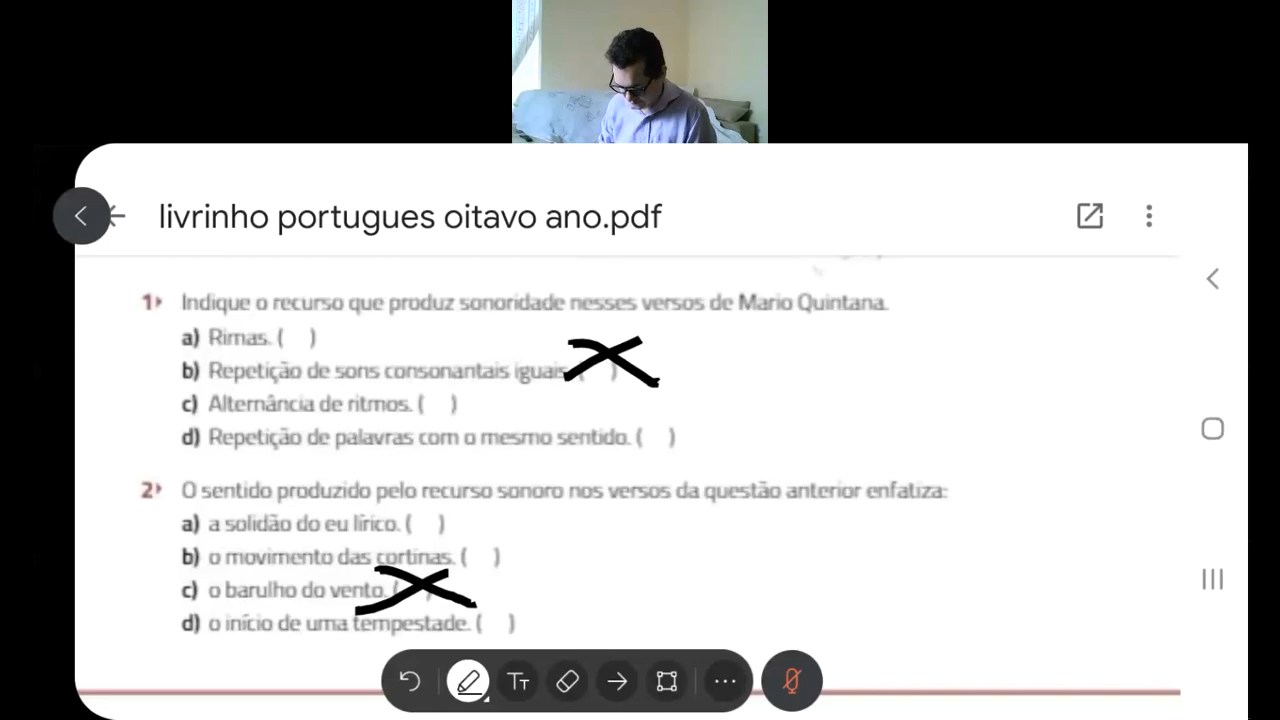 livrinho portugues oitavo ano.pdf
1 Indique o recurso que produz sonoridade nesses versos de Mario Quintana.
a) Rimas. ( )
b) Repetição de sons consonantais iguais. ( )
c) Alternância de ritmos. ( )
d) Repetição de palavras com o mesmo sentido. ( )
2 O sentido produzido pelo recurso sonoro nos versos da questão anterior enfatiza:
a) a solidão do eu lírico. ( )
b) o movimento das cortinas. ( )
c) o barulho do vento. ( )
d) o início de uma tempestade. ( )
TT